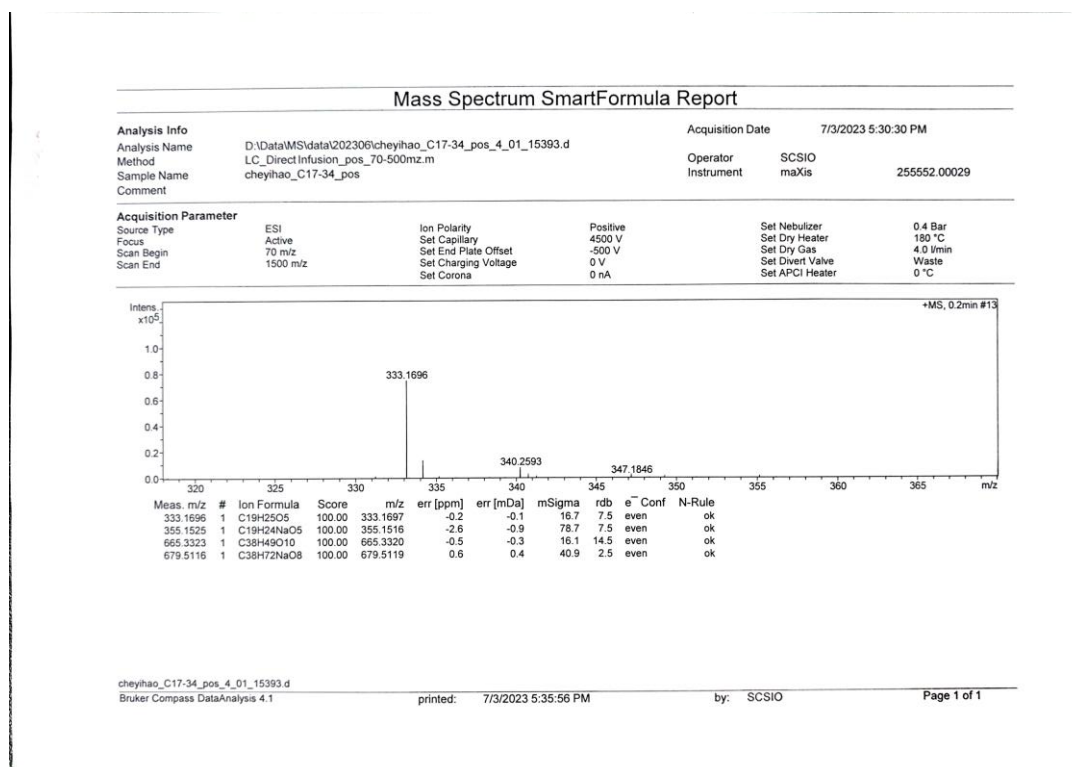 Mass Spectrum SmartFormula Report
Analysis Info
Acquisition Date 7/3/2023 5:30:30 PM
Analysis Name D:\Data\MS\data\202306\cheyihao_C17-34_pos_4_01_15393.d
Method LC_Direct Infusion_pos_70-500mz.m
Operator SCSIO
Sample Name cheyihao_C17-34_pos
Instrument maXis 255552.00029
Comment
Acquisition Parameter
Source Type ESI Ion Polarity Positive Set Nebulizer 0.4 Bar
Focus Active Set Capillary 4500 V Set Dry Heater 180 °C
Scan Begin 70 m/z Set End Plate Offset -500 V Set Dry Gas 4.0 l/min
Scan End 1500 m/z Set Charging Voltage 0 V Set Divert Valve Waste
Set Corona 0 nA Set APCI Heater 0 °C
Intens.
x10⁵
+MS, 0.2min #13
1.0
0.8
333.1696
0.6
0.4
0.2
340.2593
347.1846
0.0
320 325 330 335 340 345 350 355 360 365 m/z
Meas. m/z # Ion Formula Score m/z err [ppm] err [mDa] mSigma rdb e⁻ Conf N-Rule
333.1696 1 C19H25O5 100.00 333.1697 -0.2 -0.1 16.7 7.5 even ok
355.1525 1 C19H24NaO5 100.00 355.1516 -2.6 -0.9 78.7 7.5 even ok
665.3323 1 C38H49O10 100.00 665.3320 -0.5 -0.3 16.1 14.5 even ok
679.5116 1 C38H72NaO8 100.00 679.5119 0.6 0.4 40.9 2.5 even ok
cheyihao_C17-34_pos_4_01_15393.d
Bruker Compass DataAnalysis 4.1 printed: 7/3/2023 5:35:56 PM by: SCSIO Page 1 of 1